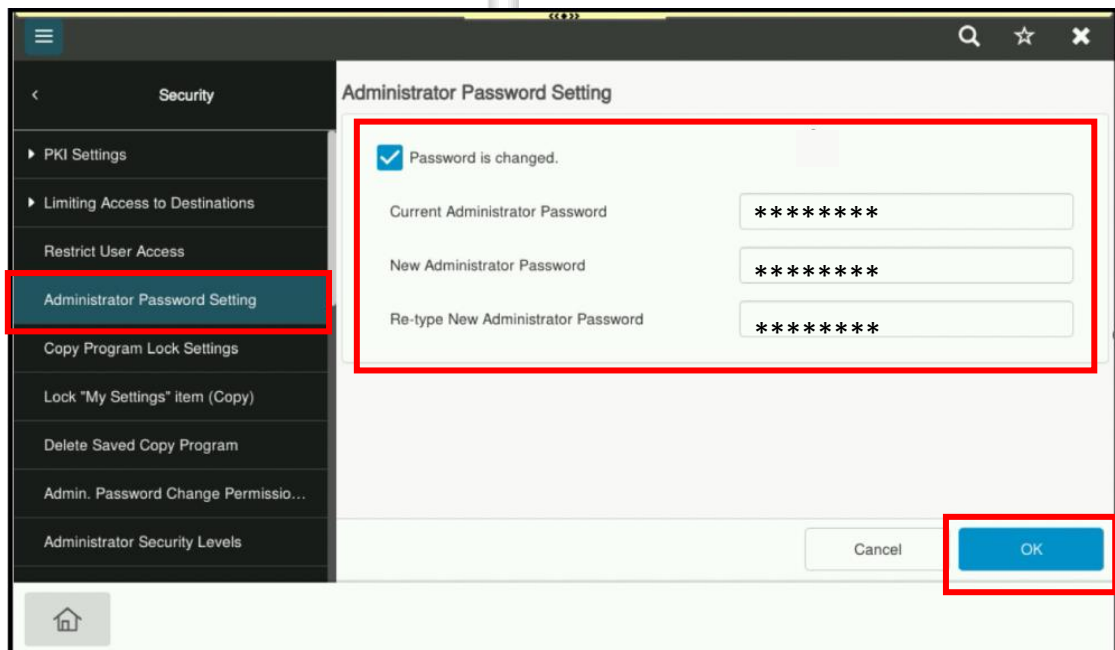 Security
PKI Settings
Limiting Access to Destinations
Restrict User Access
Administrator Password Setting
Copy Program Lock Settings
Lock "My Settings" item (Copy)
Delete Saved Copy Program
Admin. Password Change Permissio...
Administrator Security Levels
Administrator Password Setting
Password is changed.
Current Administrator Password ********
New Administrator Password ********
Re-type New Administrator Password ********
Cancel OK